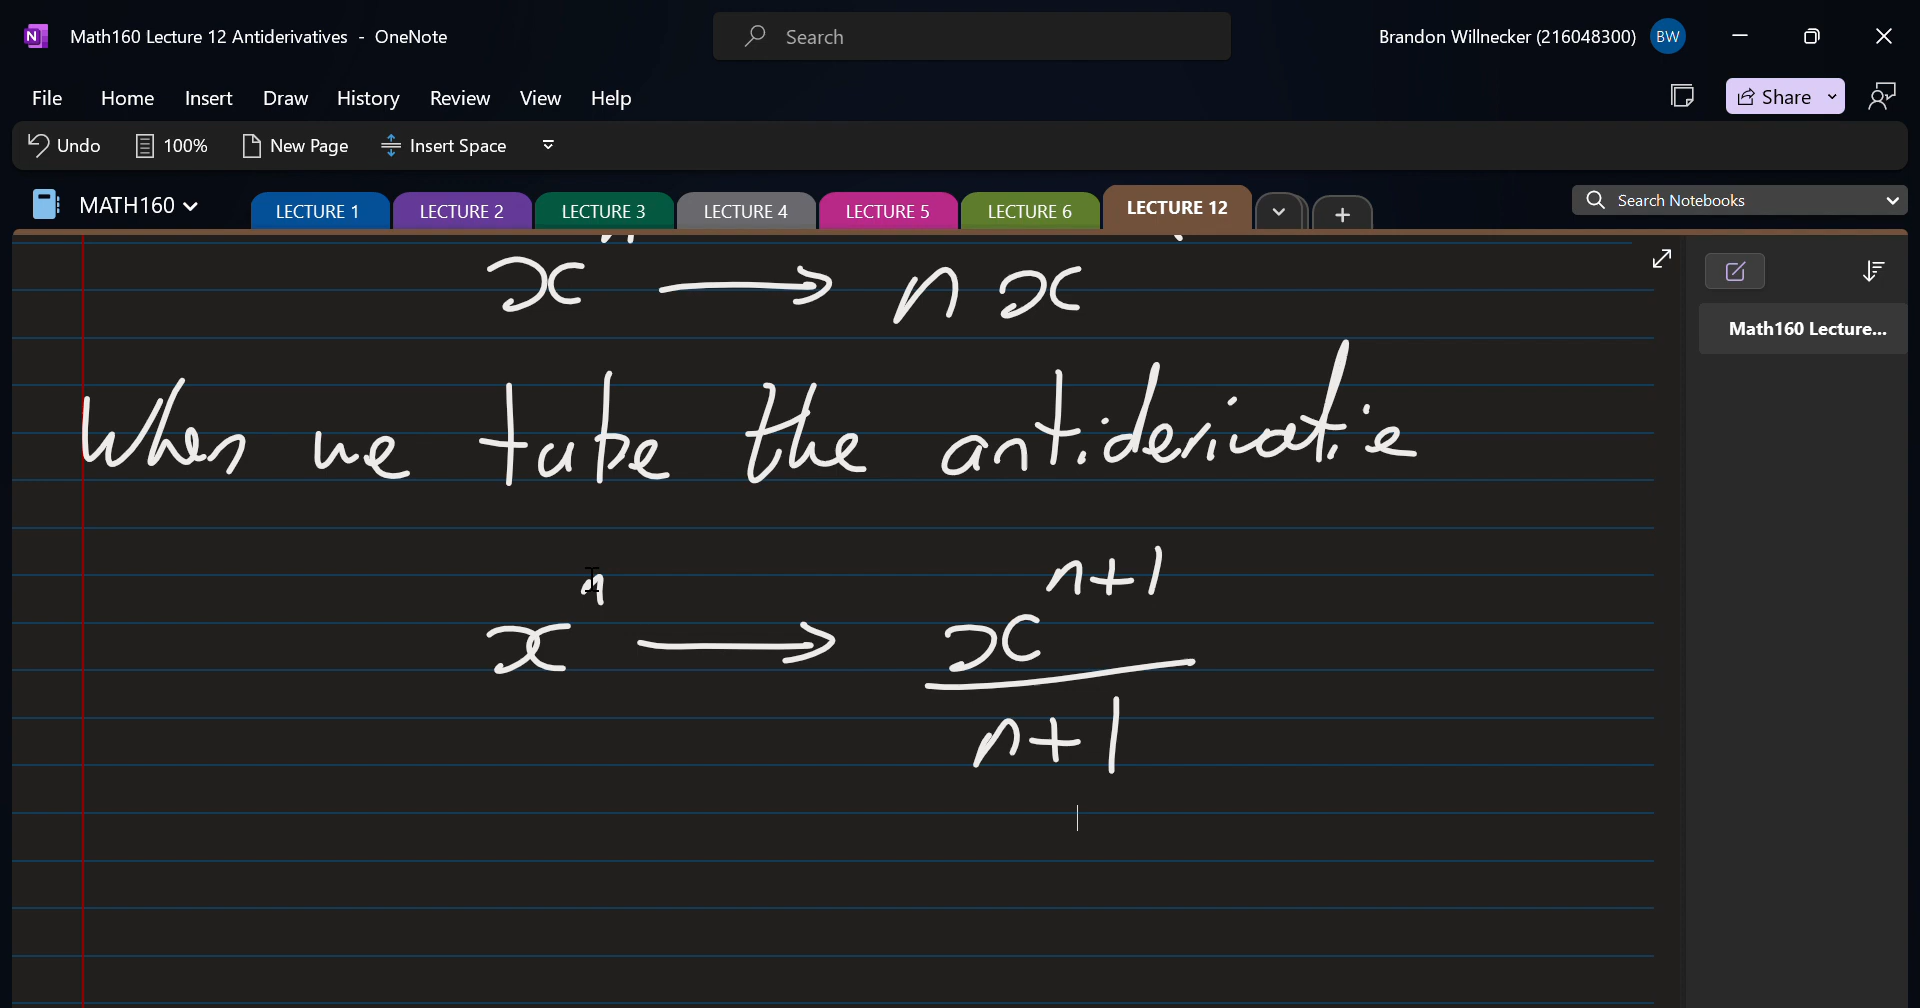 Math160 Lecture 12 Antiderivatives - OneNote
Search
Brandon Willnecker (216048300) BW
File Home Insert Draw History Review View Help
Share
Undo 100% New Page Insert Space
MATH160 LECTURE 1 LECTURE 2 LECTURE 3 LECTURE 4 LECTURE 5 LECTURE 6 LECTURE 12 +
Search Notebooks
x → n x
Math160 Lecture...
When we take the antiderivatie
n n+1
x → x
n+1